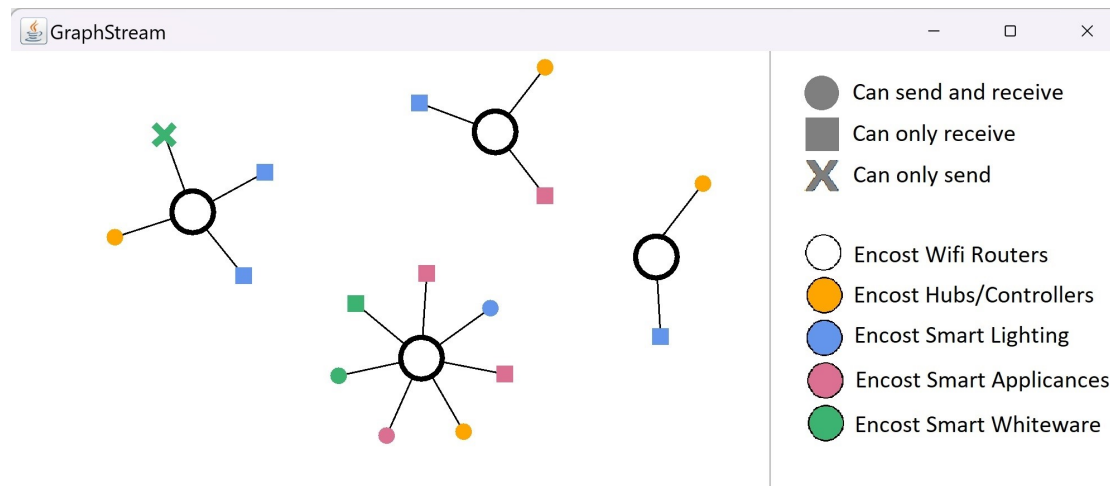 GraphStream
Can send and receive
Can only receive
Can only send
Encost Wifi Routers
Encost Hubs/Controllers
Encost Smart Lighting
Encost Smart Applicances
Encost Smart Whiteware